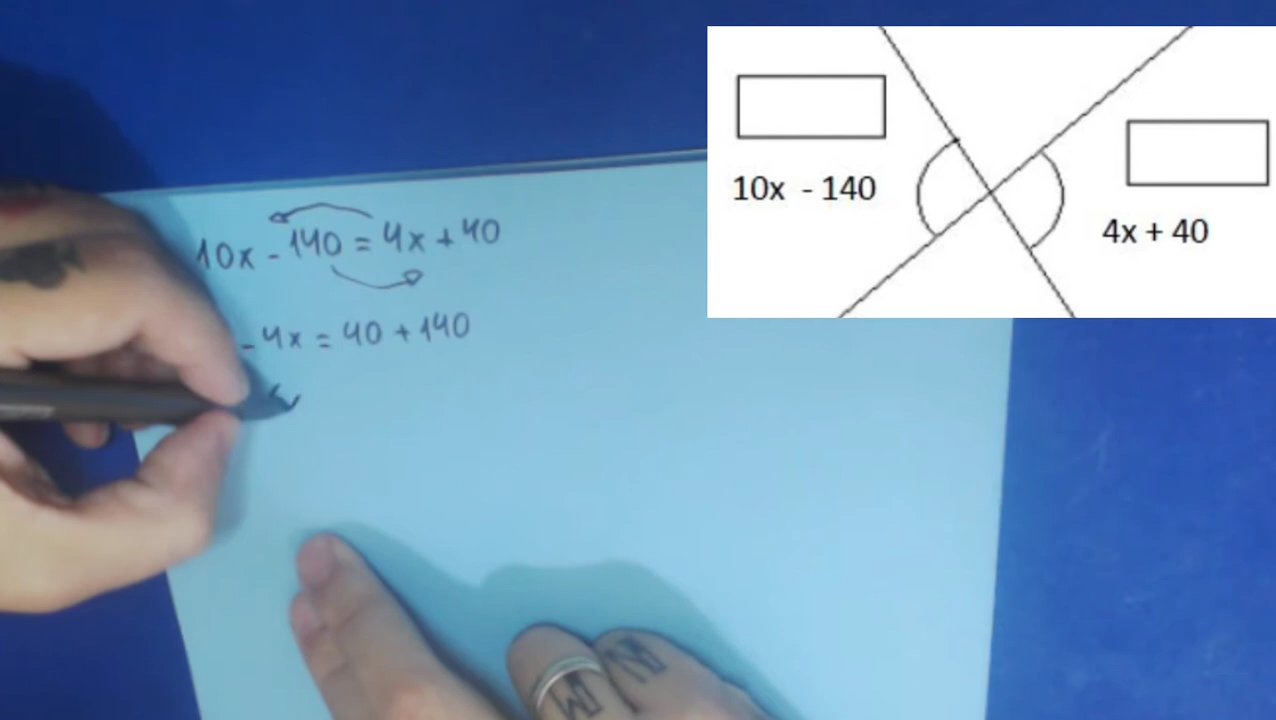 10x - 140 = 4x + 40
- 4x = 40 + 140
10x - 140
4x + 40